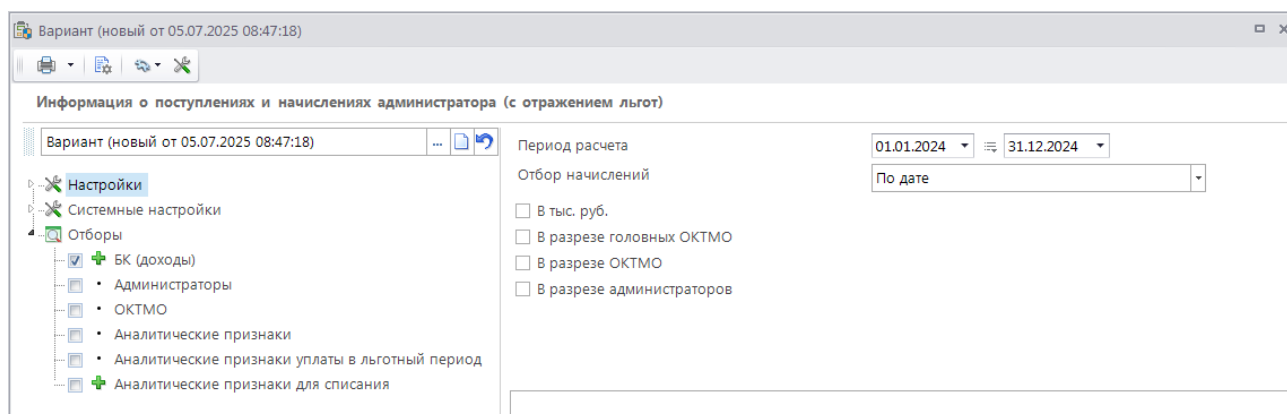 Вариант (новый от 05.07.2025 08:47:18)
Информация о поступлениях и начислениях администратора (с отражением льгот)
Вариант (новый от 05.07.2025 08:47:18) ...
Настройки
Системные настройки
Отборы
БК (доходы)
Администраторы
ОКТМО
Аналитические признаки
Аналитические признаки уплаты в льготный период
Аналитические признаки для списания
Период расчета 01.01.2024 31.12.2024
Отбор начислений По дате
В тыс. руб.
В разрезе головных ОКТМО
В разрезе ОКТМО
В разрезе администраторов